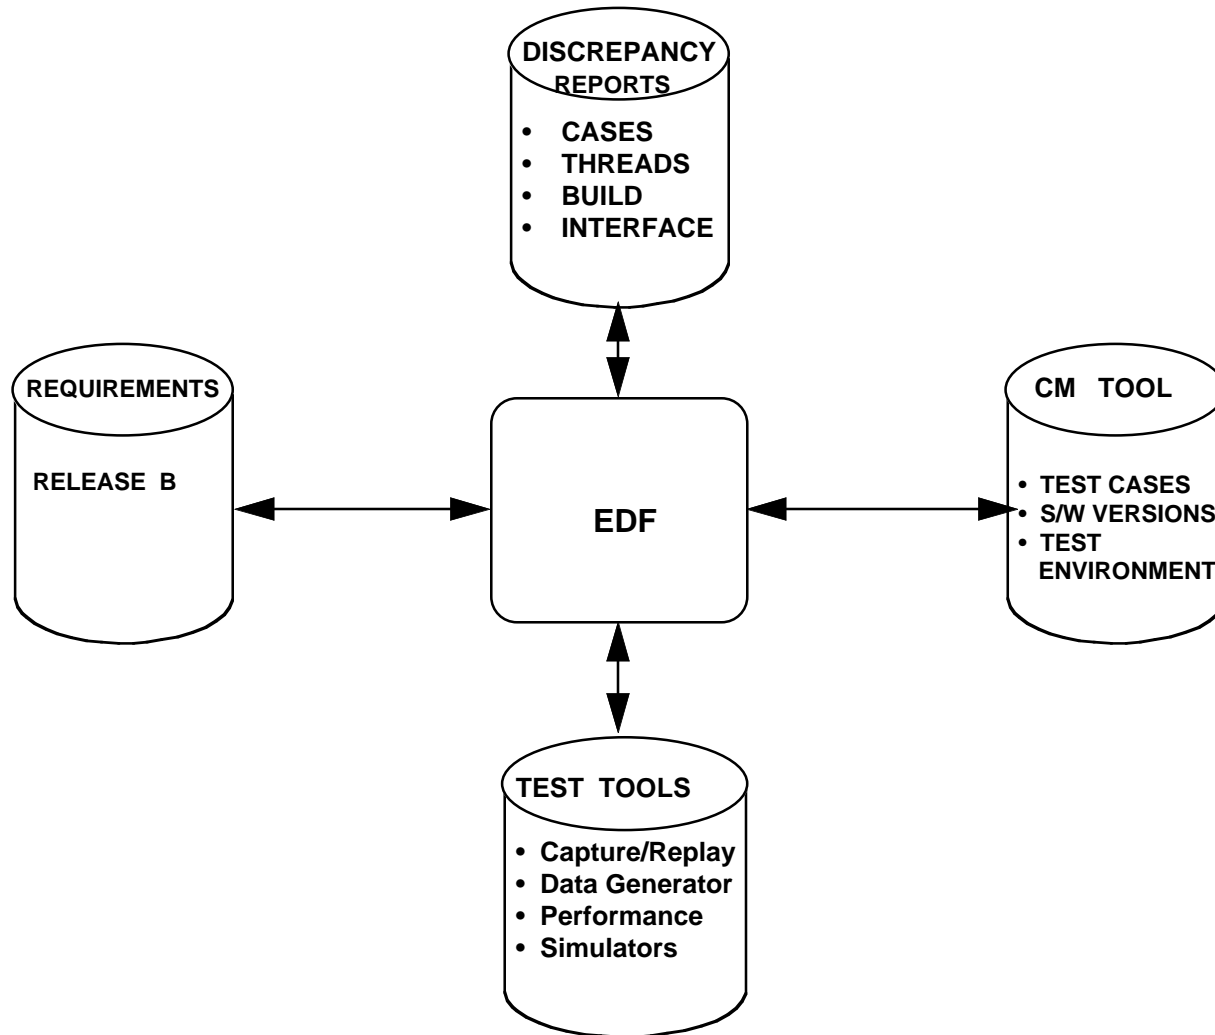 DISCREPANCY
REPORTS
• CASES
• THREADS
• BUILD
• INTERFACE
REQUIREMENTS
RELEASE B
EDF
CM TOOL
• TEST CASES
• S/W VERSIONS
• TEST
ENVIRONMENT
TEST TOOLS
• Capture/Replay
• Data Generator
• Performance
• Simulators